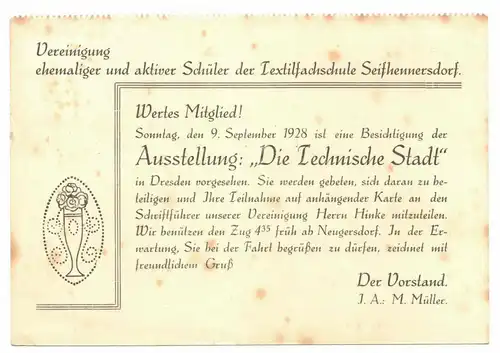 Vereinigung
ehemaliger und aktiver Schüler der Textilfachschule Seifhennersdorf.
Wertes Mitglied!
Sonntag, den 9. September 1928 ist eine Besichtigung der
Ausstellung: „Die Technische Stadt“
in Dresden vorgesehen. Sie werden gebeten, sich daran zu be-
teiligen und Ihre Teilnahme auf anhängender Karte an den
Schriftführer unserer Vereinigung Herrn Hinke mitzuteilen.
Wir benützen den Zug 4³⁵ früh ab Neugersdorf. In der Er-
wartung, Sie bei der Fahrt begrüßen zu dürfen, zeichnet mit
freundlichem Gruß
Der Vorstand.
J. A.: M. Müller.